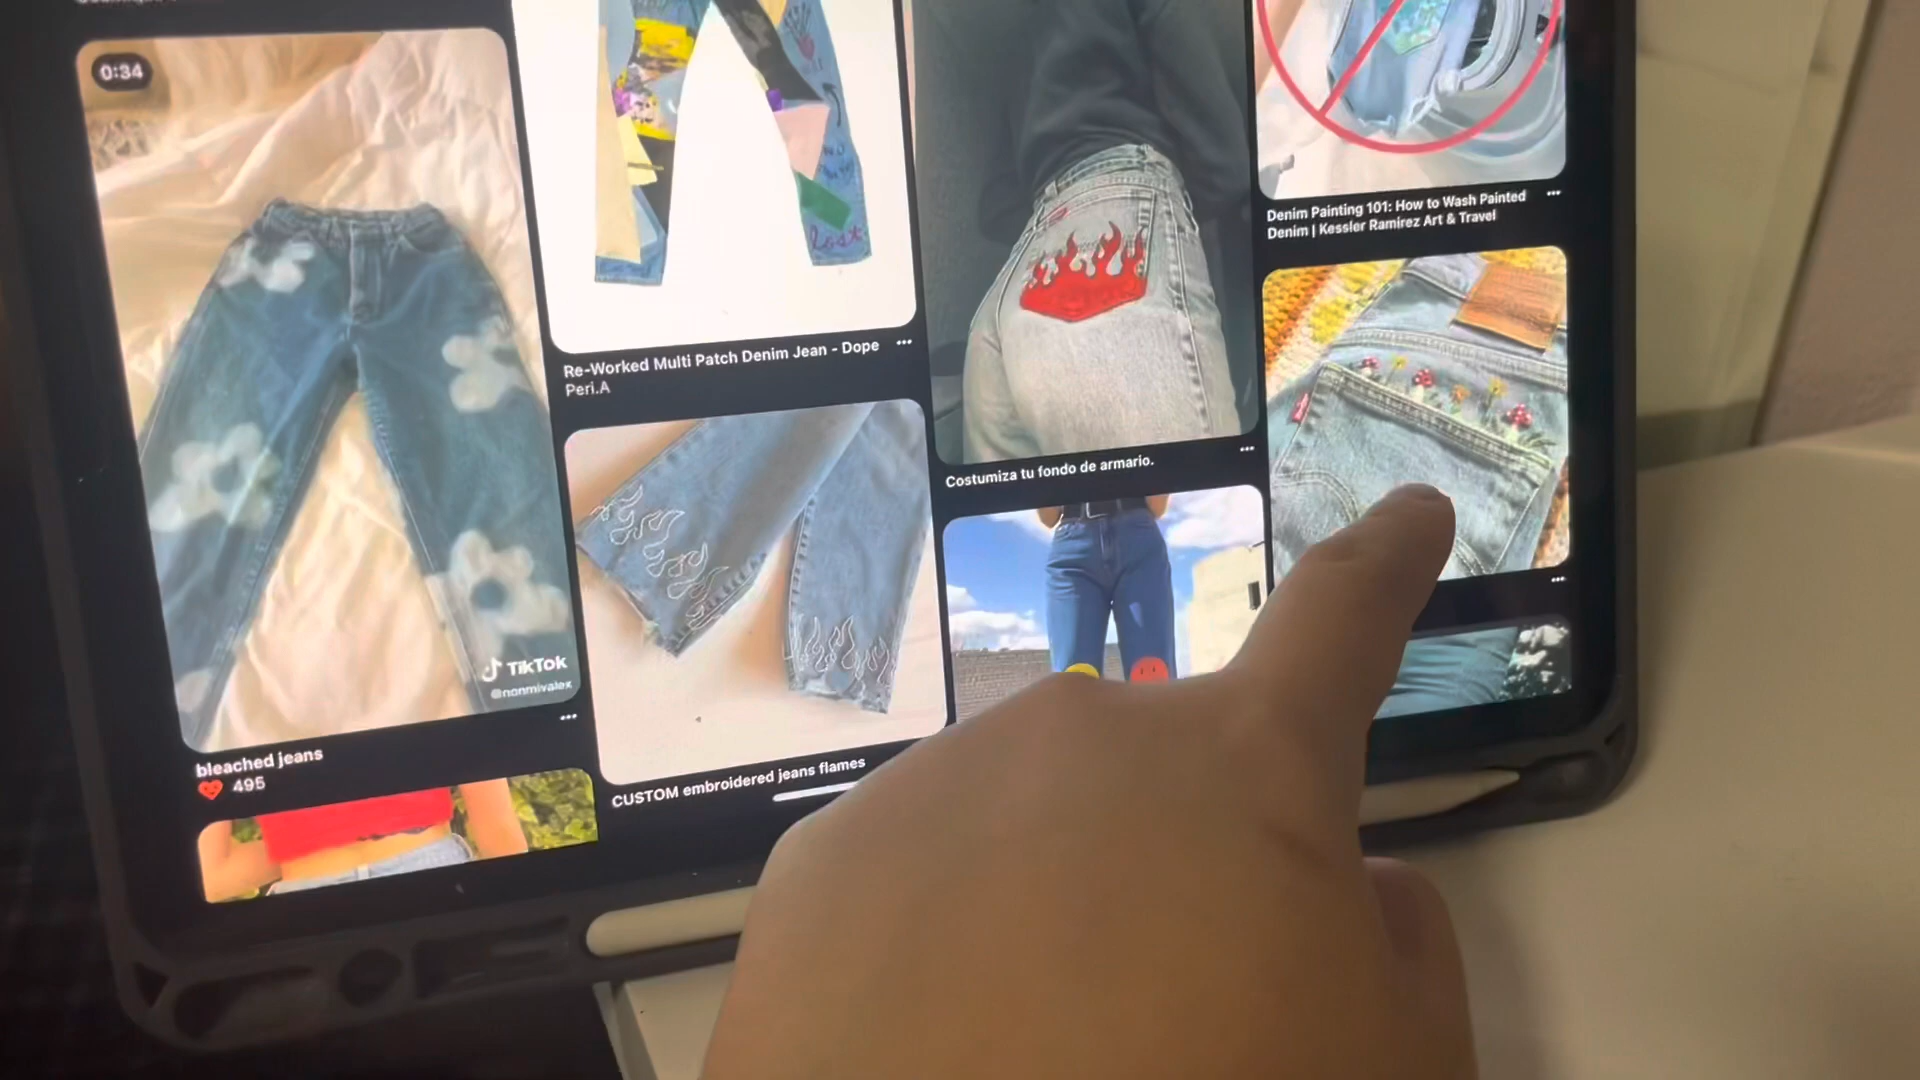 0:34
TikTok
@nonmivalex
bleached jeans
495
lost
Re-Worked Multi Patch Denim Jean - Dope
Peri.A
CUSTOM embroidered jeans flames
Costumiza tu fondo de armario.
Denim Painting 101: How to Wash Painted
Denim | Kessler Ramirez Art & Travel